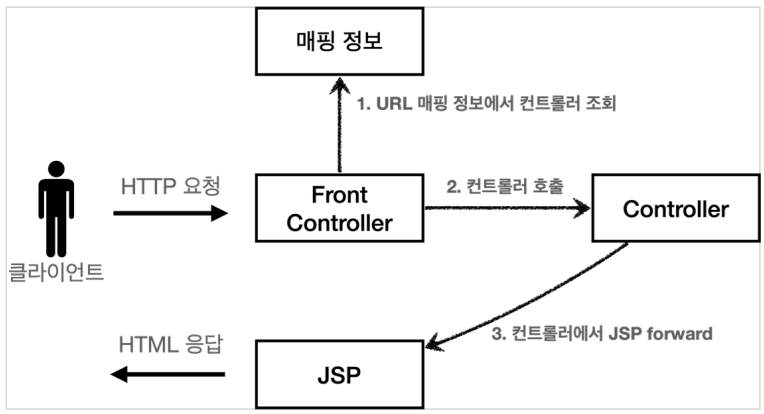 매핑 정보
1. URL 매핑 정보에서 컨트롤러 조회
HTTP 요청
Front
Controller
2. 컨트롤러 호출
Controller
클라이언트
3. 컨트롤러에서 JSP forward
HTML 응답
JSP